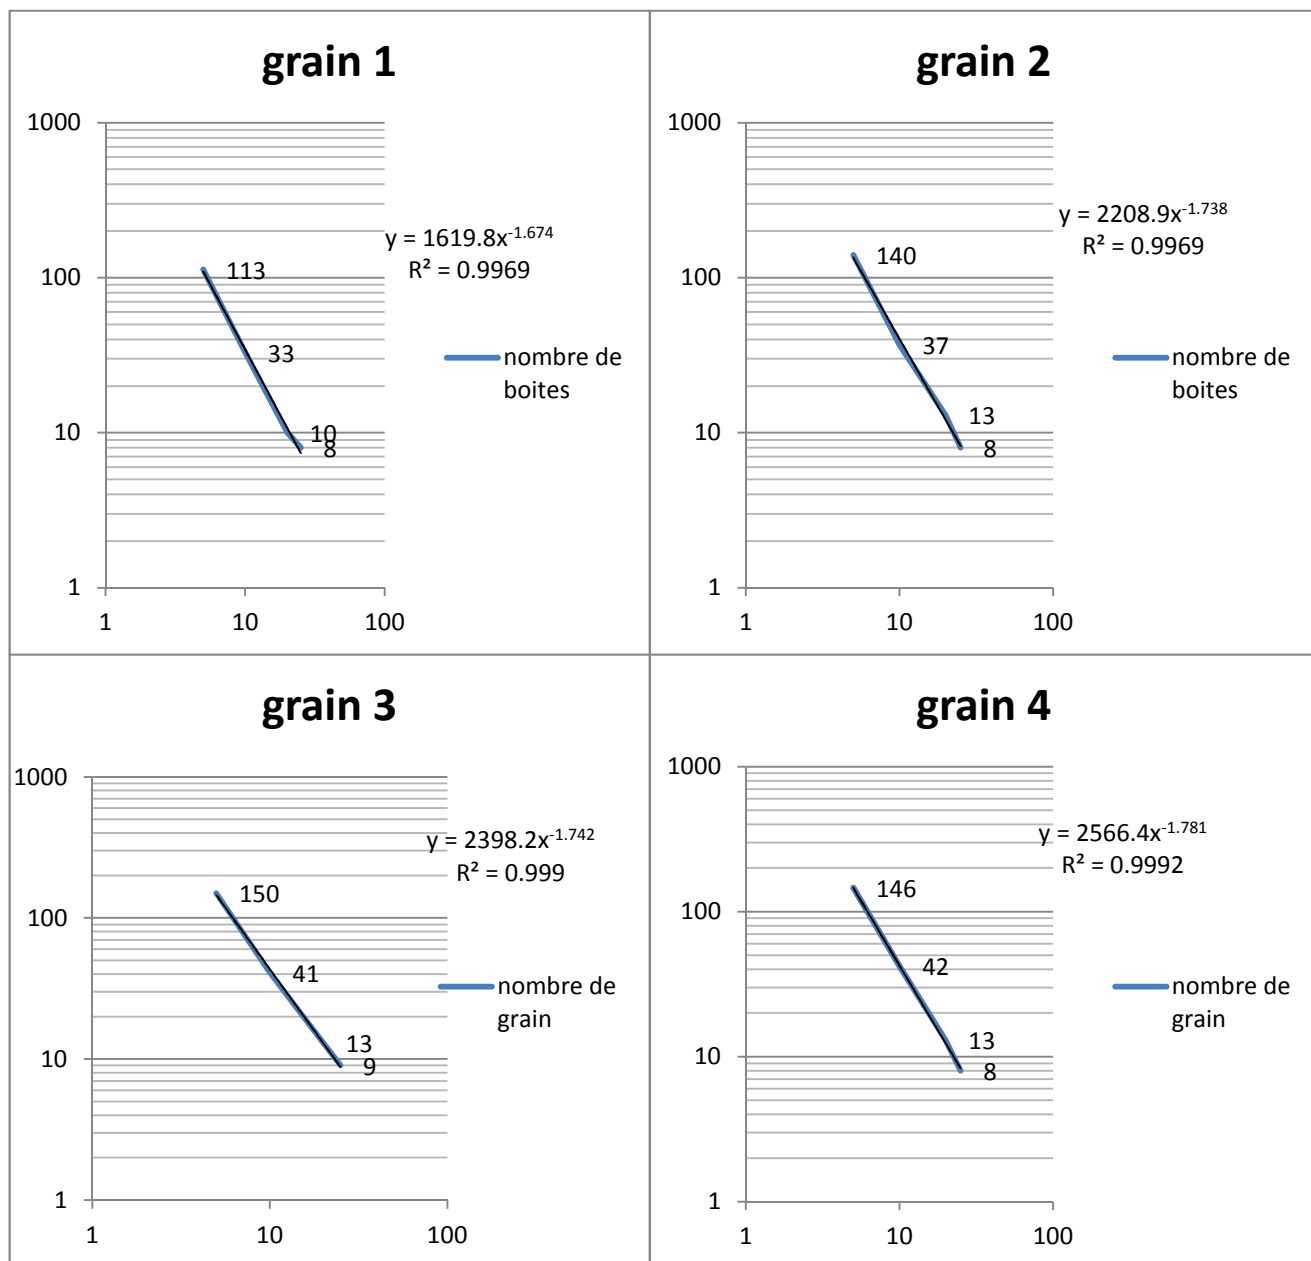 grain 1
1000
100
10
1
1
10
100
113
33
10
8
y = 1619.8x^-1.674
R² = 0.9969
nombre de
boites
grain 2
1000
100
10
1
1
10
100
140
37
13
8
y = 2208.9x^-1.738
R² = 0.9969
nombre de
boites
grain 3
1000
100
10
1
1
10
100
150
41
13
9
y = 2398.2x^-1.742
R² = 0.999
nombre de
grain
grain 4
1000
100
10
1
1
10
100
146
42
13
8
y = 2566.4x^-1.781
R² = 0.9992
nombre de
grain